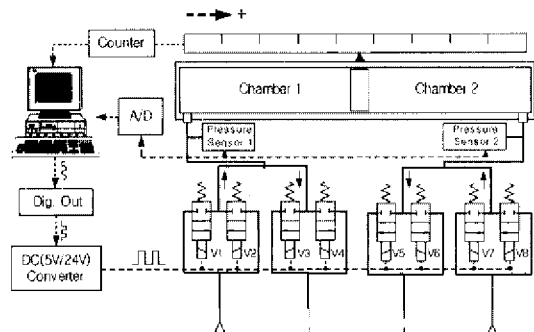 +
Counter
Chamber 1
Chamber 2
A/D
Pressure
Sensor 1
Pressure
Sensor 2
Dig. Out
DC(5V/24V)
Converter
V1
V2
V3
V4
V5
V6
V7
V8